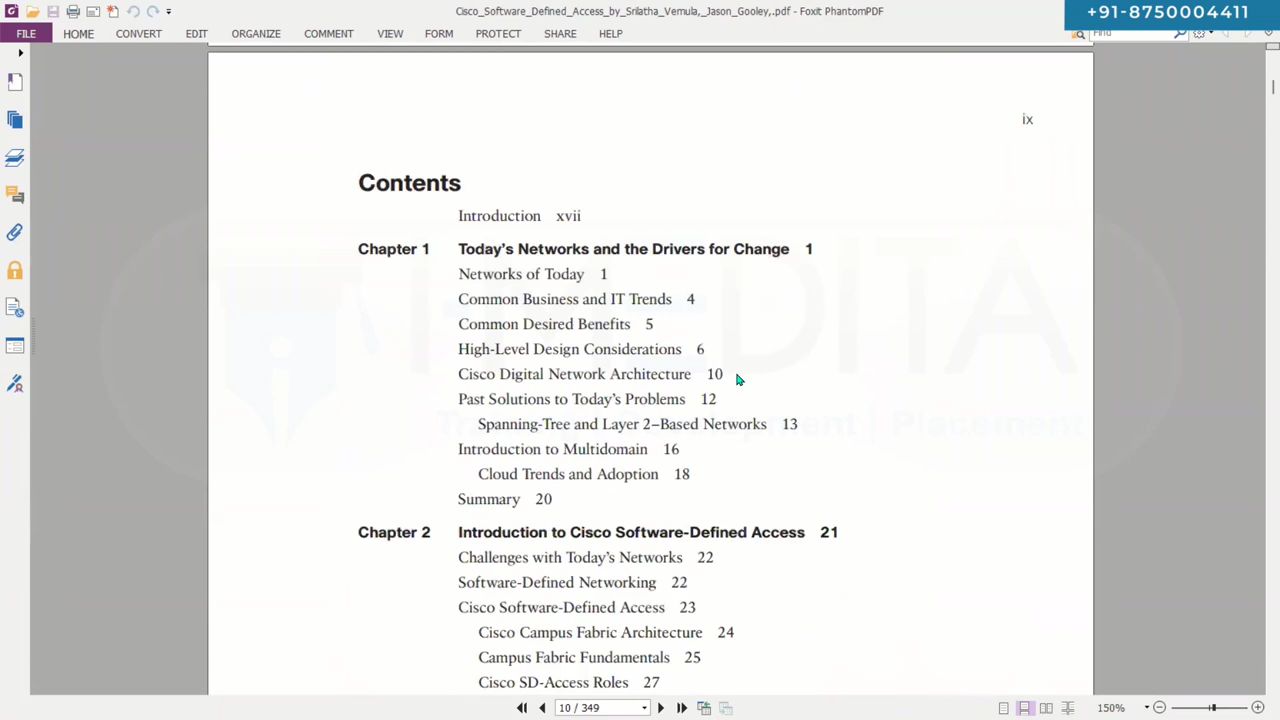 Cisco_Software_Defined_Access_by_Srilatha_Vemula,_Jason_Gooley,.pdf - Foxit PhantomPDF
+91-8750004411
FILE HOME CONVERT EDIT ORGANIZE COMMENT VIEW FORM PROTECT SHARE HELP
Find
ix
Contents
Introduction xvii
Chapter 1 Today's Networks and the Drivers for Change 1
Networks of Today 1
Common Business and IT Trends 4
Common Desired Benefits 5
High-Level Design Considerations 6
Cisco Digital Network Architecture 10
Past Solutions to Today's Problems 12
Spanning-Tree and Layer 2–Based Networks 13
Introduction to Multidomain 16
Cloud Trends and Adoption 18
Summary 20
Chapter 2 Introduction to Cisco Software-Defined Access 21
Challenges with Today's Networks 22
Software-Defined Networking 22
Cisco Software-Defined Access 23
Cisco Campus Fabric Architecture 24
Campus Fabric Fundamentals 25
Cisco SD-Access Roles 27
10 / 349
150%